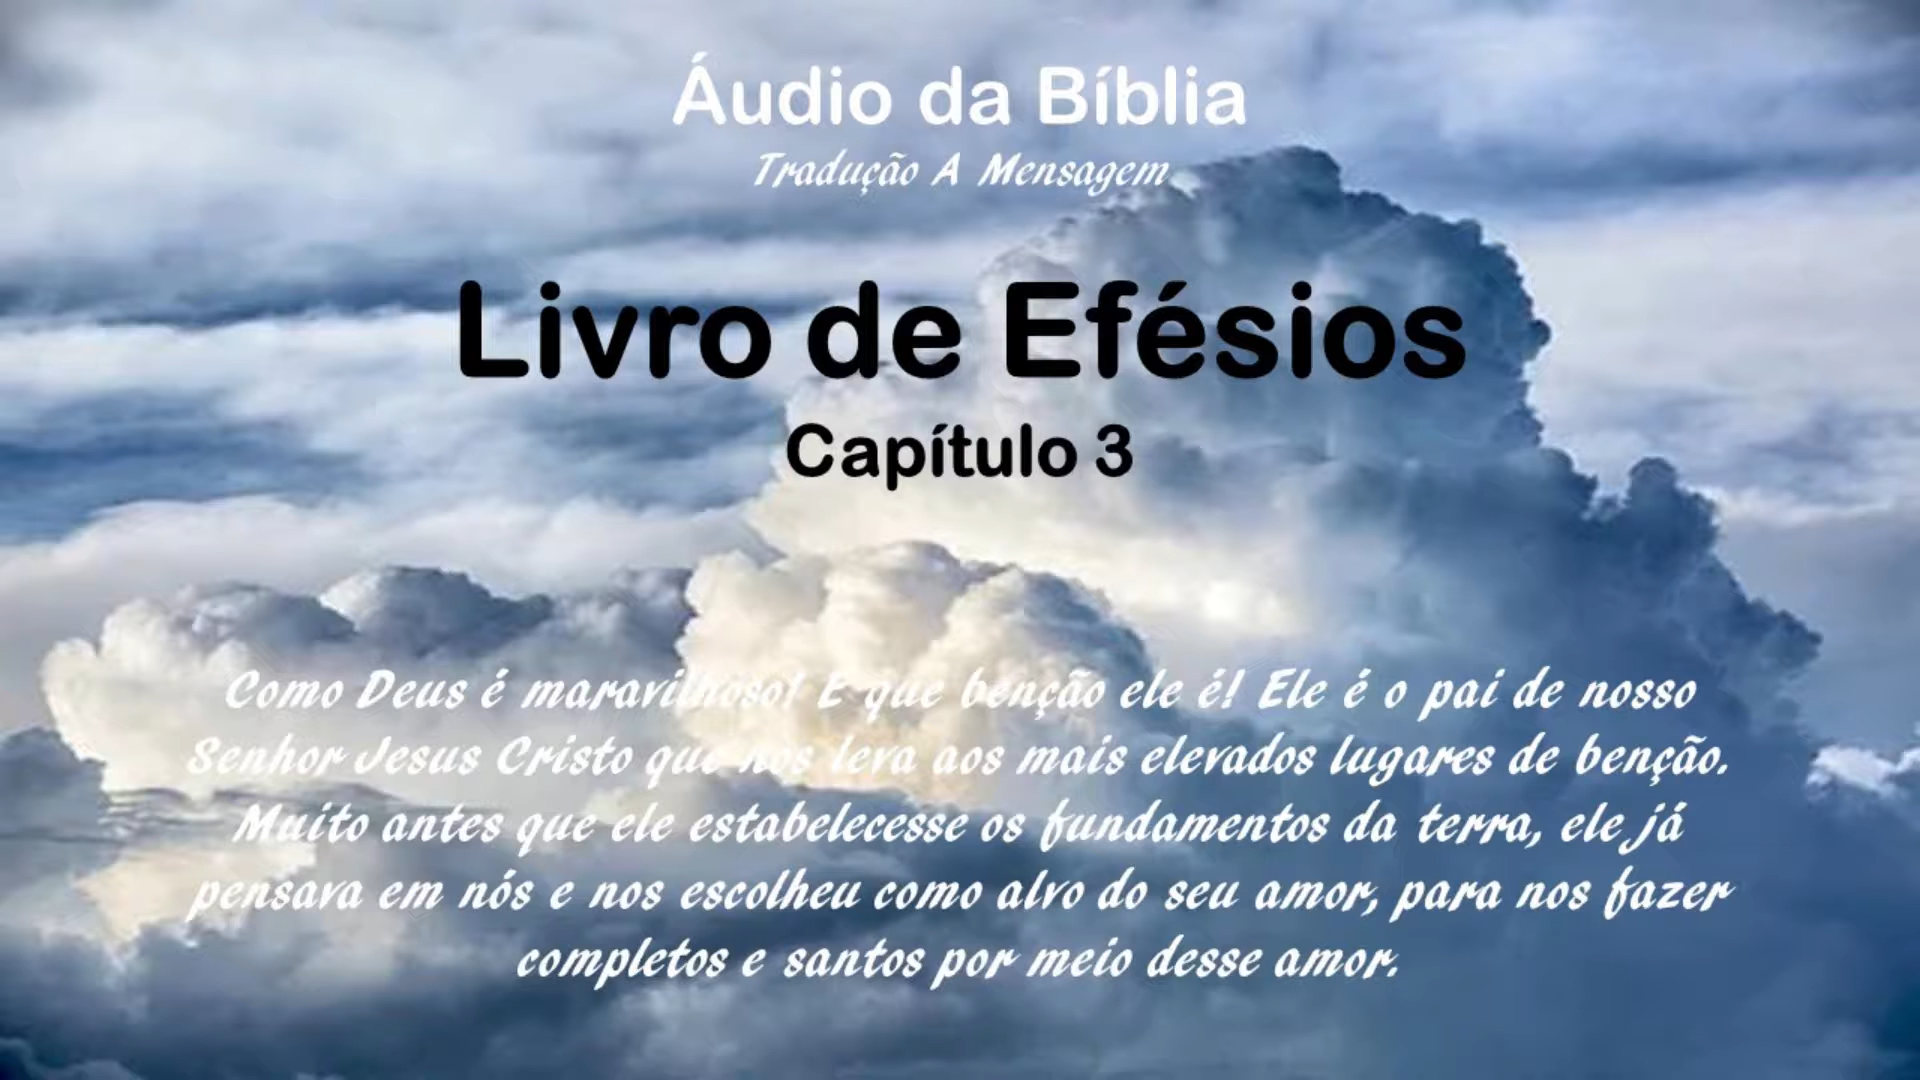 Áudio da Bíblia
Tradução A Mensagem
Livro de Efésios
Capítulo 3
Como Deus é maravilhoso! E que benção ele é! Ele é o pai de nosso
Senhor Jesus Cristo que nos leva aos mais elevados lugares de benção.
Muito antes que ele estabelecesse os fundamentos da terra, ele já
pensava em nós e nos escolheu como alvo do seu amor, para nos fazer
completos e santos por meio desse amor.